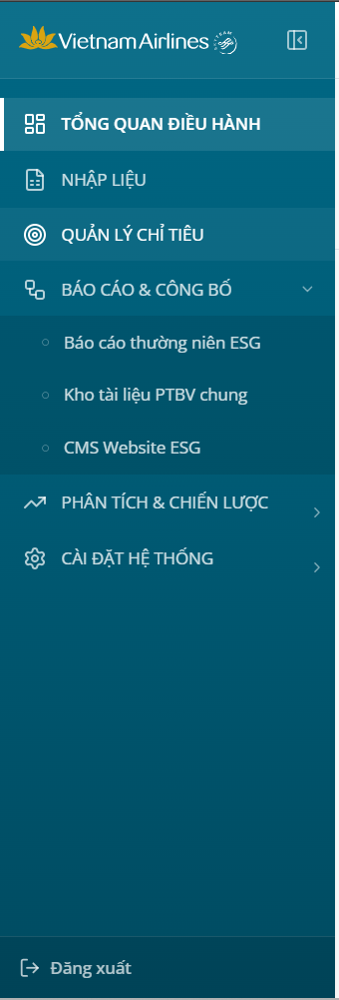 Vietnam Airlines
SKYTEAM
TỔNG QUAN ĐIỀU HÀNH
NHẬP LIỆU
QUẢN LÝ CHỈ TIÊU
BÁO CÁO & CÔNG BỐ
Báo cáo thường niên ESG
Kho tài liệu PTBV chung
CMS Website ESG
PHÂN TÍCH & CHIẾN LƯỢC
CÀI ĐẶT HỆ THỐNG
Đăng xuất